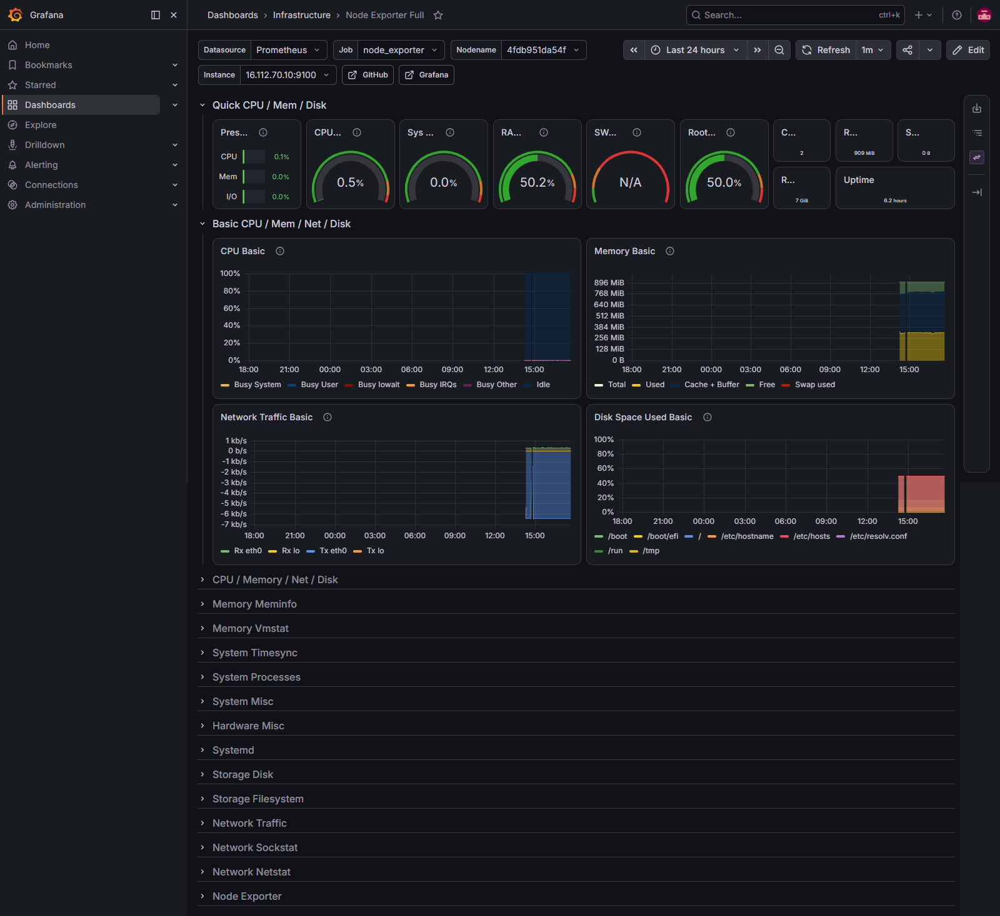 Grafana
Dashboards › Infrastructure › Node Exporter Full
Search... ctrl+k
Home
Bookmarks
Starred
Dashboards
Explore
Drilldown
Alerting
Connections
Administration
Datasource Prometheus Job node_exporter Nodename 4fdb951da54f
Last 24 hours Refresh 1m Edit
Instance 16.112.70.10:9100 GitHub Grafana
Quick CPU / Mem / Disk
Pres...
CPU 0.1%
Mem 0.0%
I/O 0.0%
CPU...
0.5%
Sys ...
0.0%
RA...
50.2%
SW...
N/A
Root...
50.0%
C...
2
R...
909 MiB
S...
0 B
R...
7 GiB
Uptime
6.2 hours
Basic CPU / Mem / Net / Disk
CPU Basic
100%
80%
60%
40%
20%
0%
18:00 21:00 00:00 03:00 06:00 09:00 12:00 15:00
Busy System Busy User Busy Iowait Busy IRQs Busy Other Idle
Memory Basic
896 MiB
768 MiB
640 MiB
512 MiB
384 MiB
256 MiB
128 MiB
0 B
18:00 21:00 00:00 03:00 06:00 09:00 12:00 15:00
Total Used Cache + Buffer Free Swap used
Network Traffic Basic
1 kb/s
0 b/s
-1 kb/s
-2 kb/s
-3 kb/s
-4 kb/s
-5 kb/s
-6 kb/s
-7 kb/s
18:00 21:00 00:00 03:00 06:00 09:00 12:00 15:00
Rx eth0 Rx lo Tx eth0 Tx lo
Disk Space Used Basic
100%
80%
60%
40%
20%
0%
18:00 21:00 00:00 03:00 06:00 09:00 12:00 15:00
/boot /boot/efi / /etc/hostname /etc/hosts /etc/resolv.conf
/run /tmp
CPU / Memory / Net / Disk
Memory Meminfo
Memory Vmstat
System Timesync
System Processes
System Misc
Hardware Misc
Systemd
Storage Disk
Storage Filesystem
Network Traffic
Network Sockstat
Network Netstat
Node Exporter